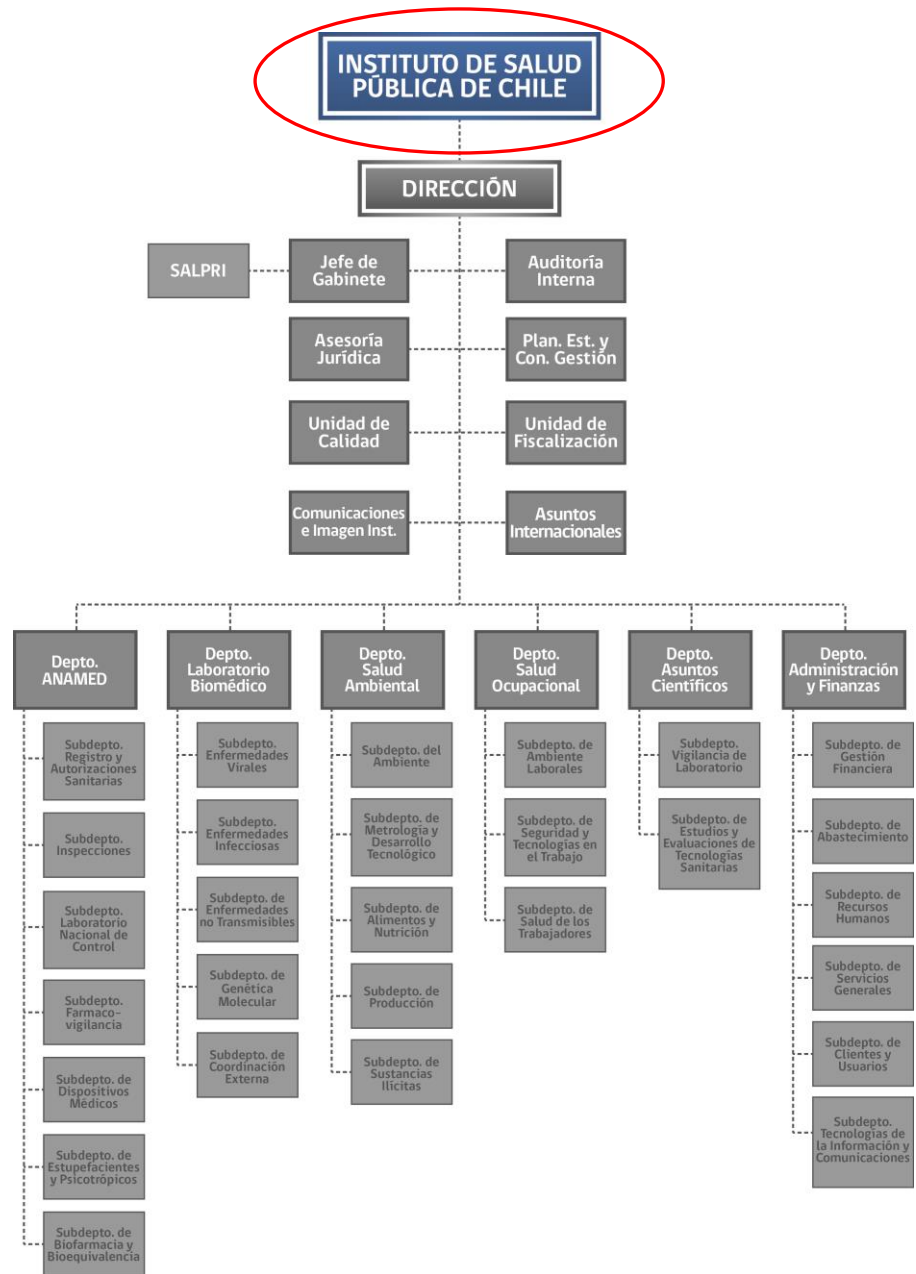 INSTITUTO DE SALUD
PÚBLICA DE CHILE
DIRECCIÓN
SALPRI
Jefe de
Gabinete
Auditoría
Interna
Asesoría
Jurídica
Plan. Est. y
Con. Gestión
Unidad de
Calidad
Unidad de
Fiscalización
Comunicaciones
e Imagen Inst.
Asuntos
Internacionales
Depto.
ANAMED
Subdepto.
Registro y
Autorizaciones
Sanitarias
Subdepto.
Inspecciones
Subdepto.
Laboratorio
Nacional de
Control
Subdepto.
Farmaco-
vigilancia
Subdepto. de
Dispositivos
Médicos
Subdepto. de
Estupefacientes
y Psicotrópicos
Subdepto. de
Biofarmacia y
Bioequivalencia
Depto.
Laboratorio
Biomédico
Subdepto.
Enfermedades
Virales
Subdepto.
Enfermedades
Infecciosas
Subdepto. de
Enfermedades
no Transmisibles
Subdepto. de
Genética
Molecular
Subdepto. de
Coordinación
Externa
Depto.
Salud
Ambiental
Subdepto. del
Ambiente
Subdepto. de
Metrología y
Desarrollo
Tecnológico
Subdepto. de
Alimentos y
Nutrición
Subdepto. de
Producción
Subdepto. de
Sustancias
Ilícitas
Depto.
Salud
Ocupacional
Subdepto. de
Ambiente
Laborales
Subdepto. de
Seguridad y
Tecnologías en
el Trabajo
Subdepto. de
Salud de los
Trabajadores
Depto.
Asuntos
Científicos
Subdepto.
Vigilancia de
Laboratorio
Subdepto. de
Estudios y
Evaluaciones de
Tecnologías
Sanitarias
Depto.
Administración
y Finanzas
Subdepto. de
Gestión
Financiera
Subdepto. de
Abastecimiento
Subdepto. de
Recursos
Humanos
Subdepto. de
Servicios
Generales
Subdepto. de
Clientes y
Usuarios
Subdepto.
Tecnologías de
la Información y
Comunicaciones